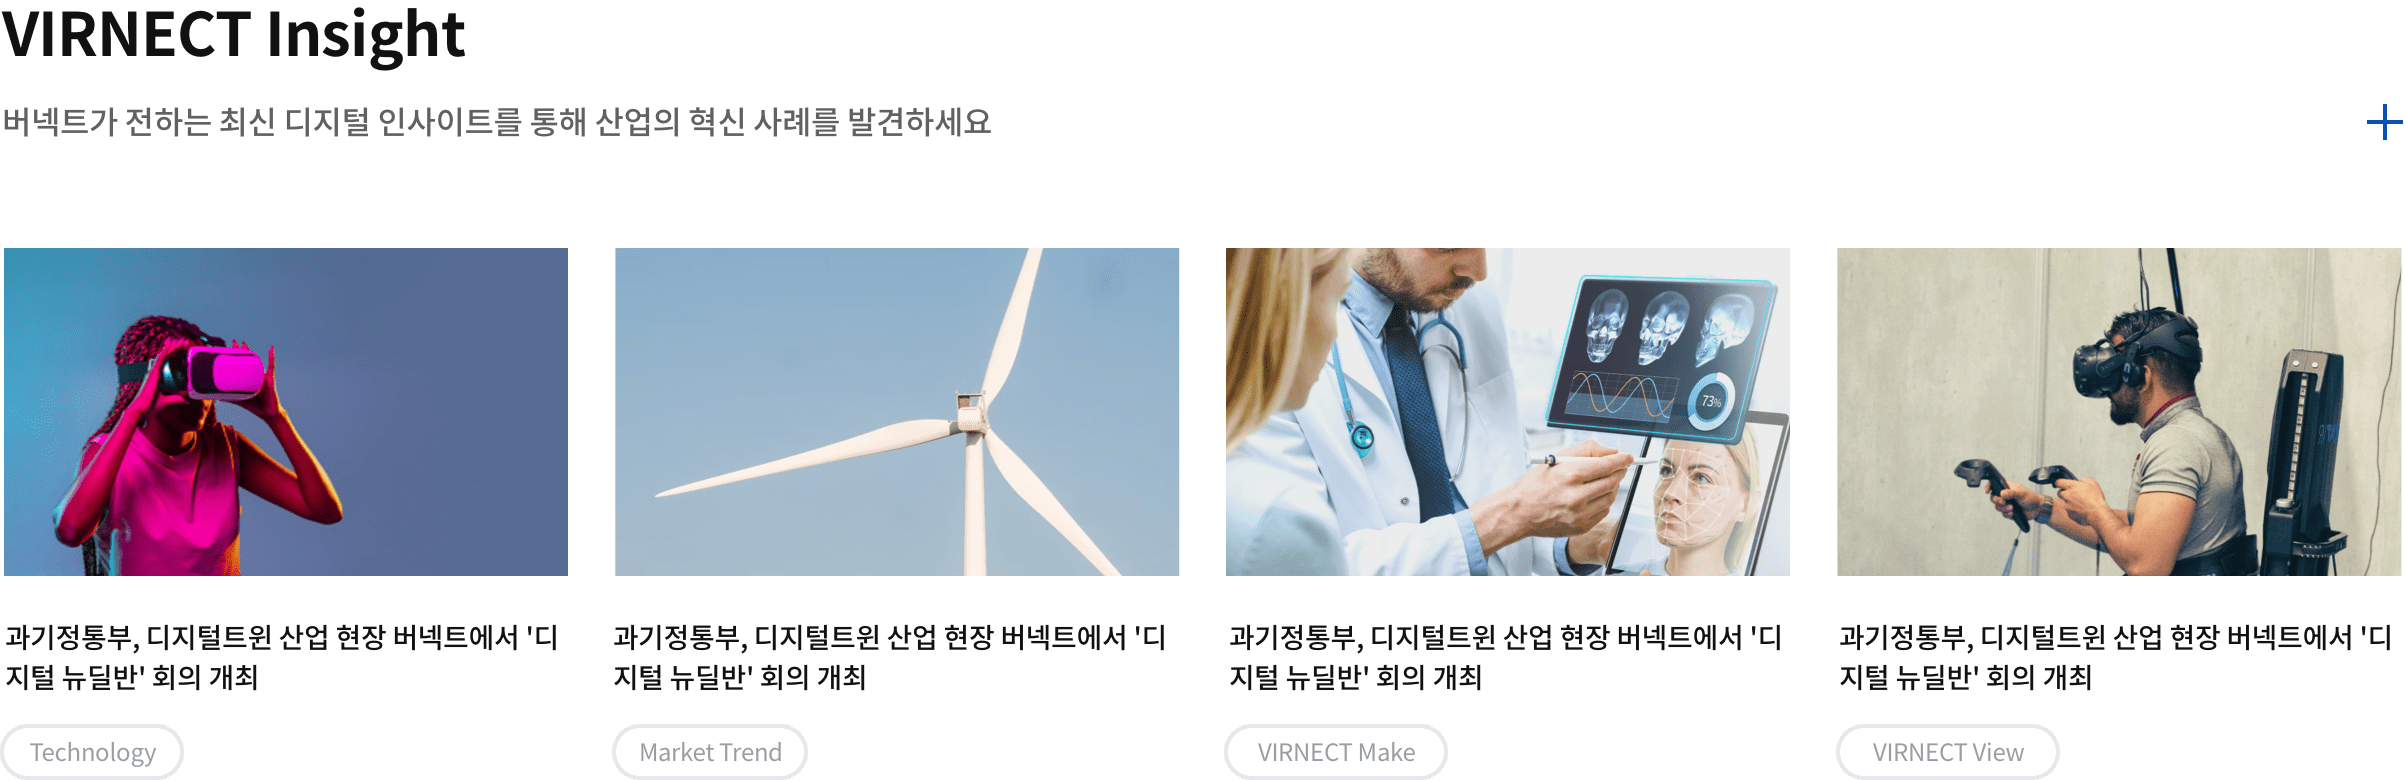 VIRNECT Insight
버넥트가 전하는 최신 디지털 인사이트를 통해 산업의 혁신 사례를 발견하세요
73%
과기정통부, 디지털트윈 산업 현장 버넥트에서 '디
지털 뉴딜반' 회의 개최
Technology
과기정통부, 디지털트윈 산업 현장 버넥트에서 '디
지털 뉴딜반' 회의 개최
Market Trend
과기정통부, 디지털트윈 산업 현장 버넥트에서 '디
지털 뉴딜반' 회의 개최
VIRNECT Make
과기정통부, 디지털트윈 산업 현장 버넥트에서 '디
지털 뉴딜반' 회의 개최
VIRNECT View